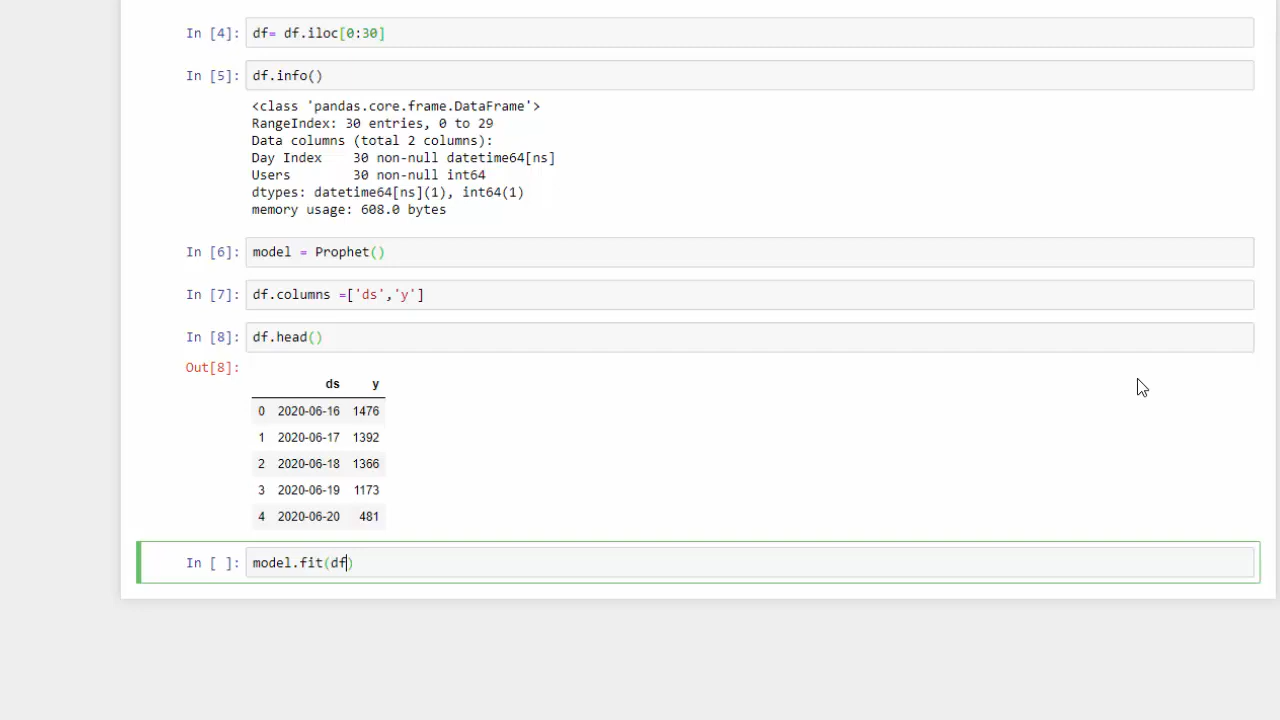 In [4]: df= df.iloc[0:30]
In [5]: df.info()
<class 'pandas.core.frame.DataFrame'>
RangeIndex: 30 entries, 0 to 29
Data columns (total 2 columns):
Day Index    30 non-null datetime64[ns]
Users        30 non-null int64
dtypes: datetime64[ns](1), int64(1)
memory usage: 608.0 bytes
In [6]: model = Prophet()
In [7]: df.columns =['ds','y']
In [8]: df.head()
Out[8]:
ds y
0 2020-06-16 1476
1 2020-06-17 1392
2 2020-06-18 1366
3 2020-06-19 1173
4 2020-06-20 481
In [ ]: model.fit(df)